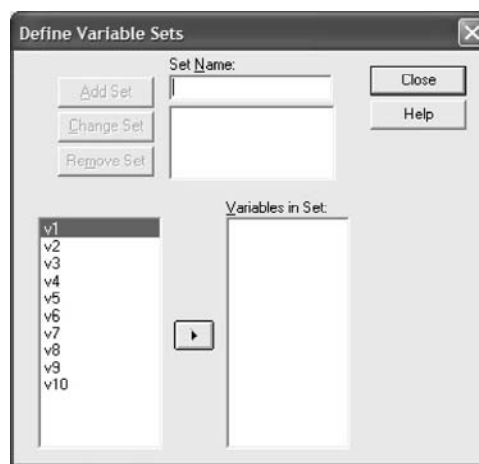 Define Variable Sets
Set Name:
Add Set
Change Set
Remove Set
Close
Help
Variables in Set:
v1
v2
v3
v4
v5
v6
v7
v8
v9
v10